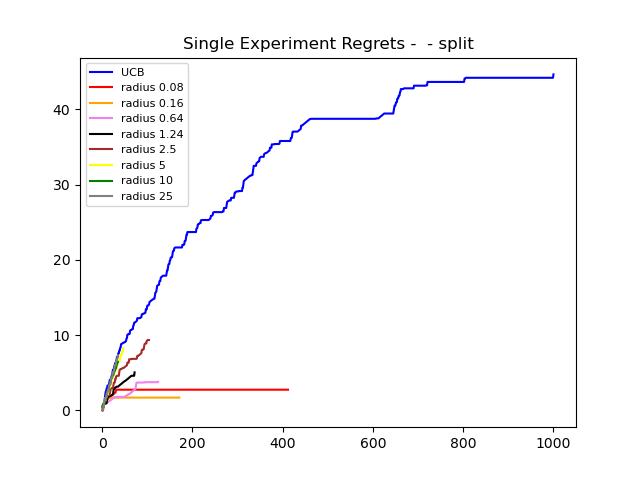 Single Experiment Regrets -  - split
UCB
radius 0.08
radius 0.16
radius 0.64
radius 1.24
radius 2.5
radius 5
radius 10
radius 25
40
30
20
10
0
0 200 400 600 800 1000